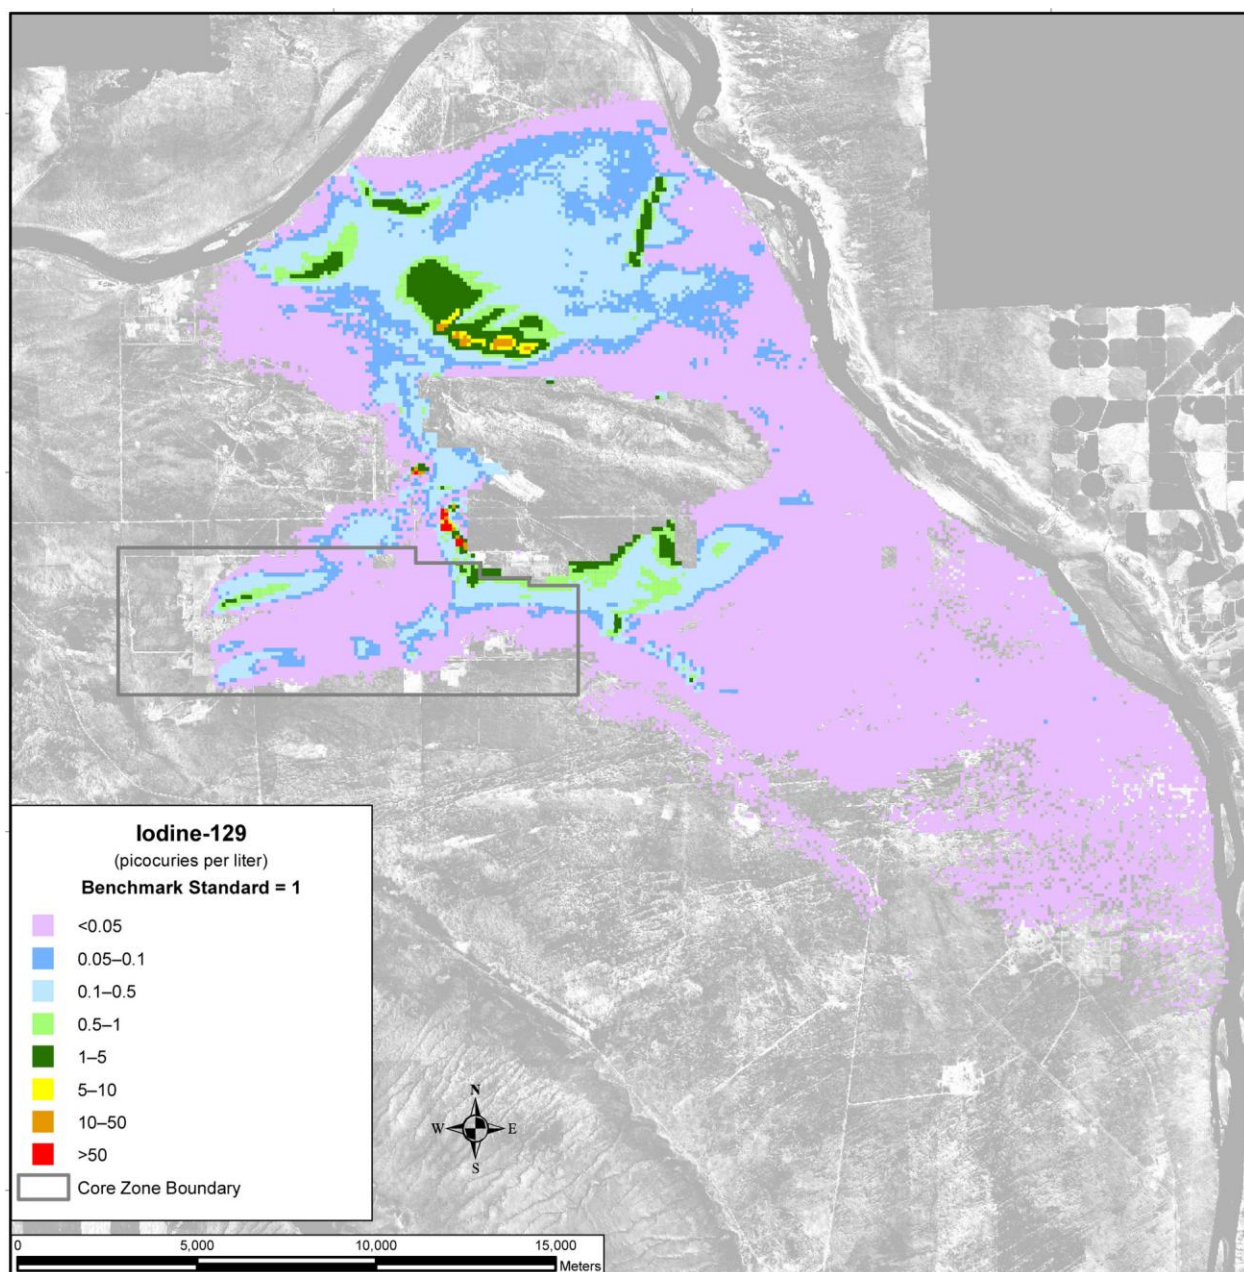 Iodine-129
(picocuries per liter)
Benchmark Standard = 1
<0.05
0.05–0.1
0.1–0.5
0.5–1
1–5
5–10
10–50
>50
Core Zone Boundary
N
W E
S
0 5,000 10,000 15,000
Meters